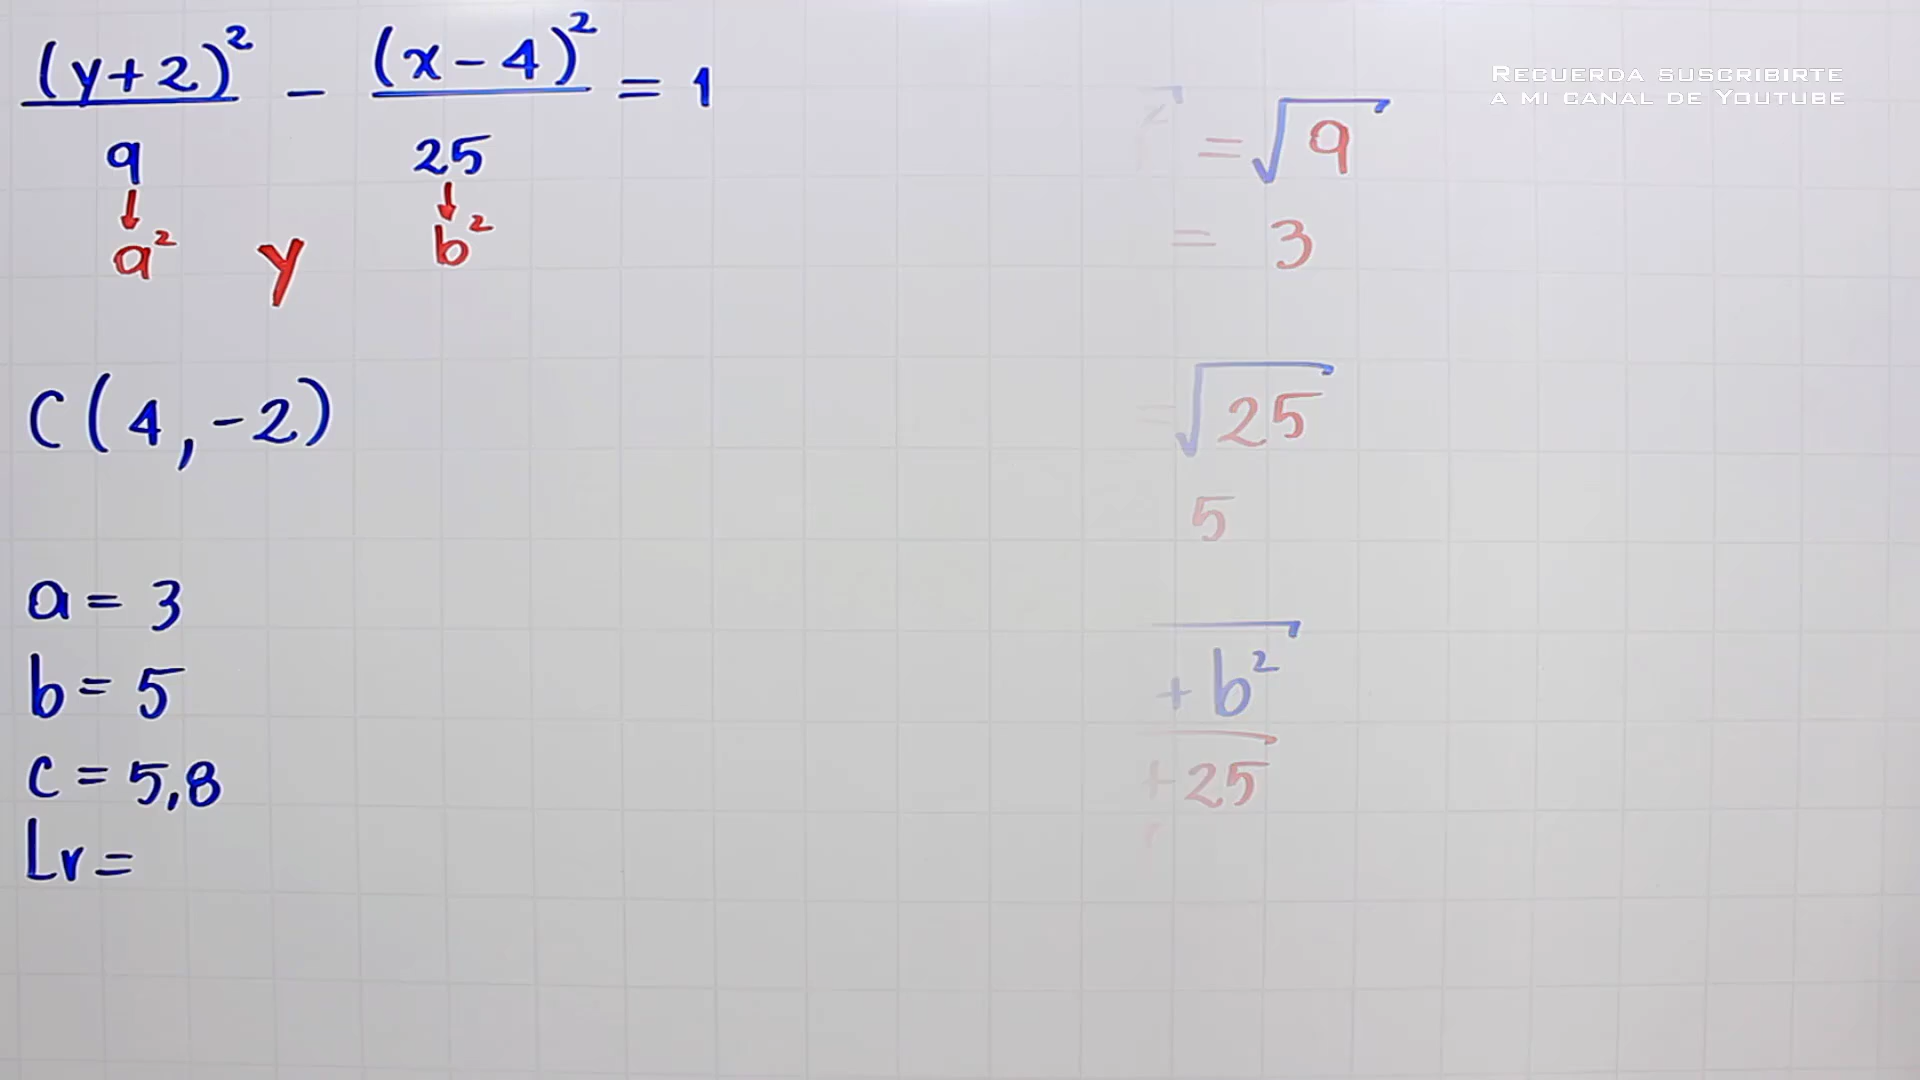 (y+2)² - (x-4)² = 1
9 25
a² y b²
C(4,-2)
a = 3
b = 5
c = 5,8
Lr =
RECUERDA SUSCRIBIRTE
A MI CANAL DE YOUTUBE
= √9
= 3
= √25
5
+ b²
+ 25